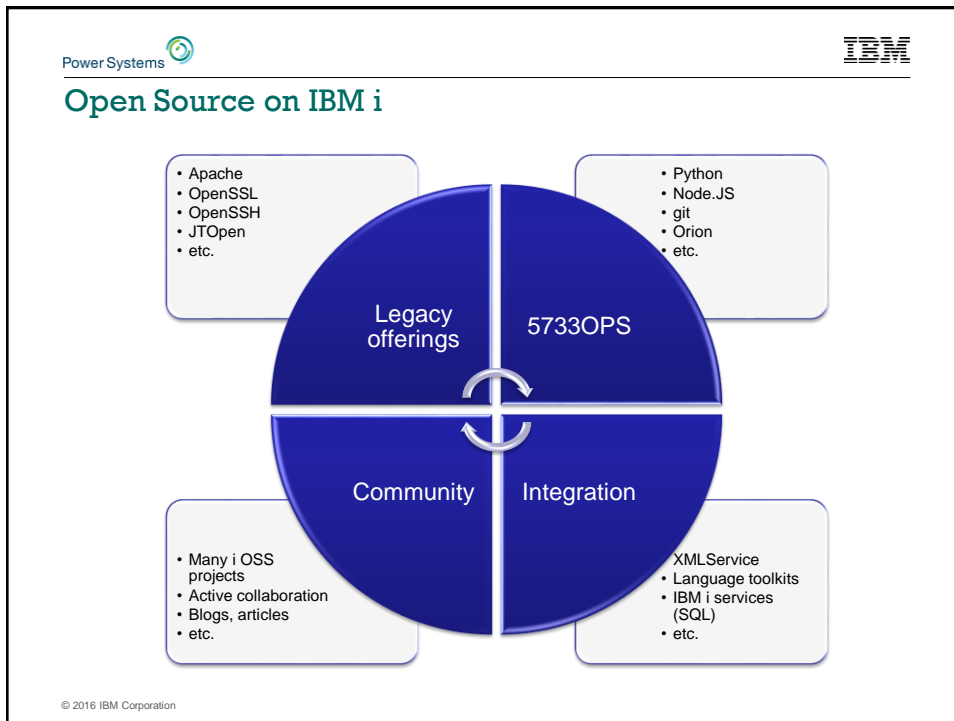 Power Systems
IBM
Open Source on IBM i
• Apache
• OpenSSL
• OpenSSH
• JTOpen
• etc.
• Python
• Node.JS
• git
• Orion
• etc.
Legacy
offerings
5733OPS
Community
Integration
• Many i OSS
projects
• Active collaboration
• Blogs, articles
• etc.
XMLService
• Language toolkits
• IBM i services
(SQL)
• etc.
© 2016 IBM Corporation